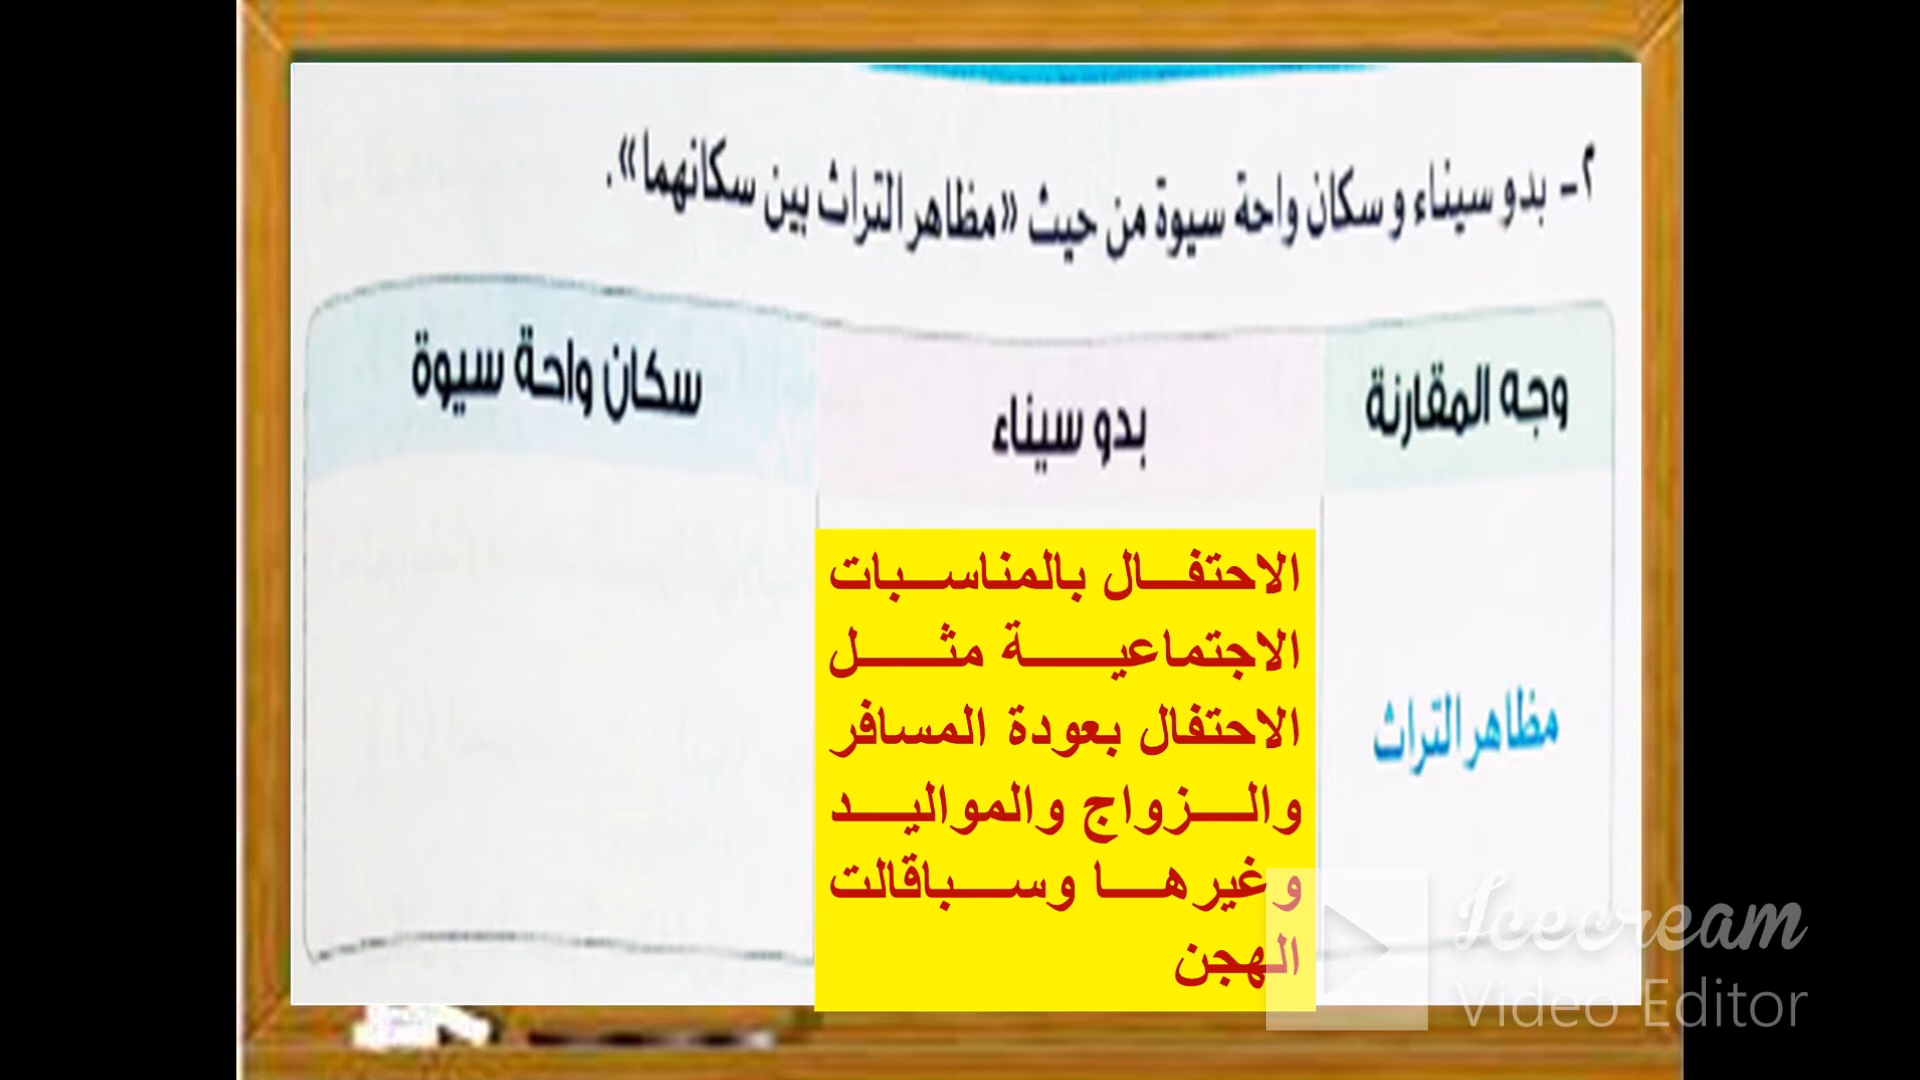 ٢- بدو سيناء و سكان واحة سيوة من حيث «مظاهر التراث بين سكانهما».
وجه المقارنة
بدو سيناء
سكان واحة سيوة
مظاهر التراث
الاحتفال بالمناسبات
الاجتماعية مثل
الاحتفال بعودة المسافر
والزواج والمواليد
وغيرها وسباقالت
الهجن
Icecream
Video Editor